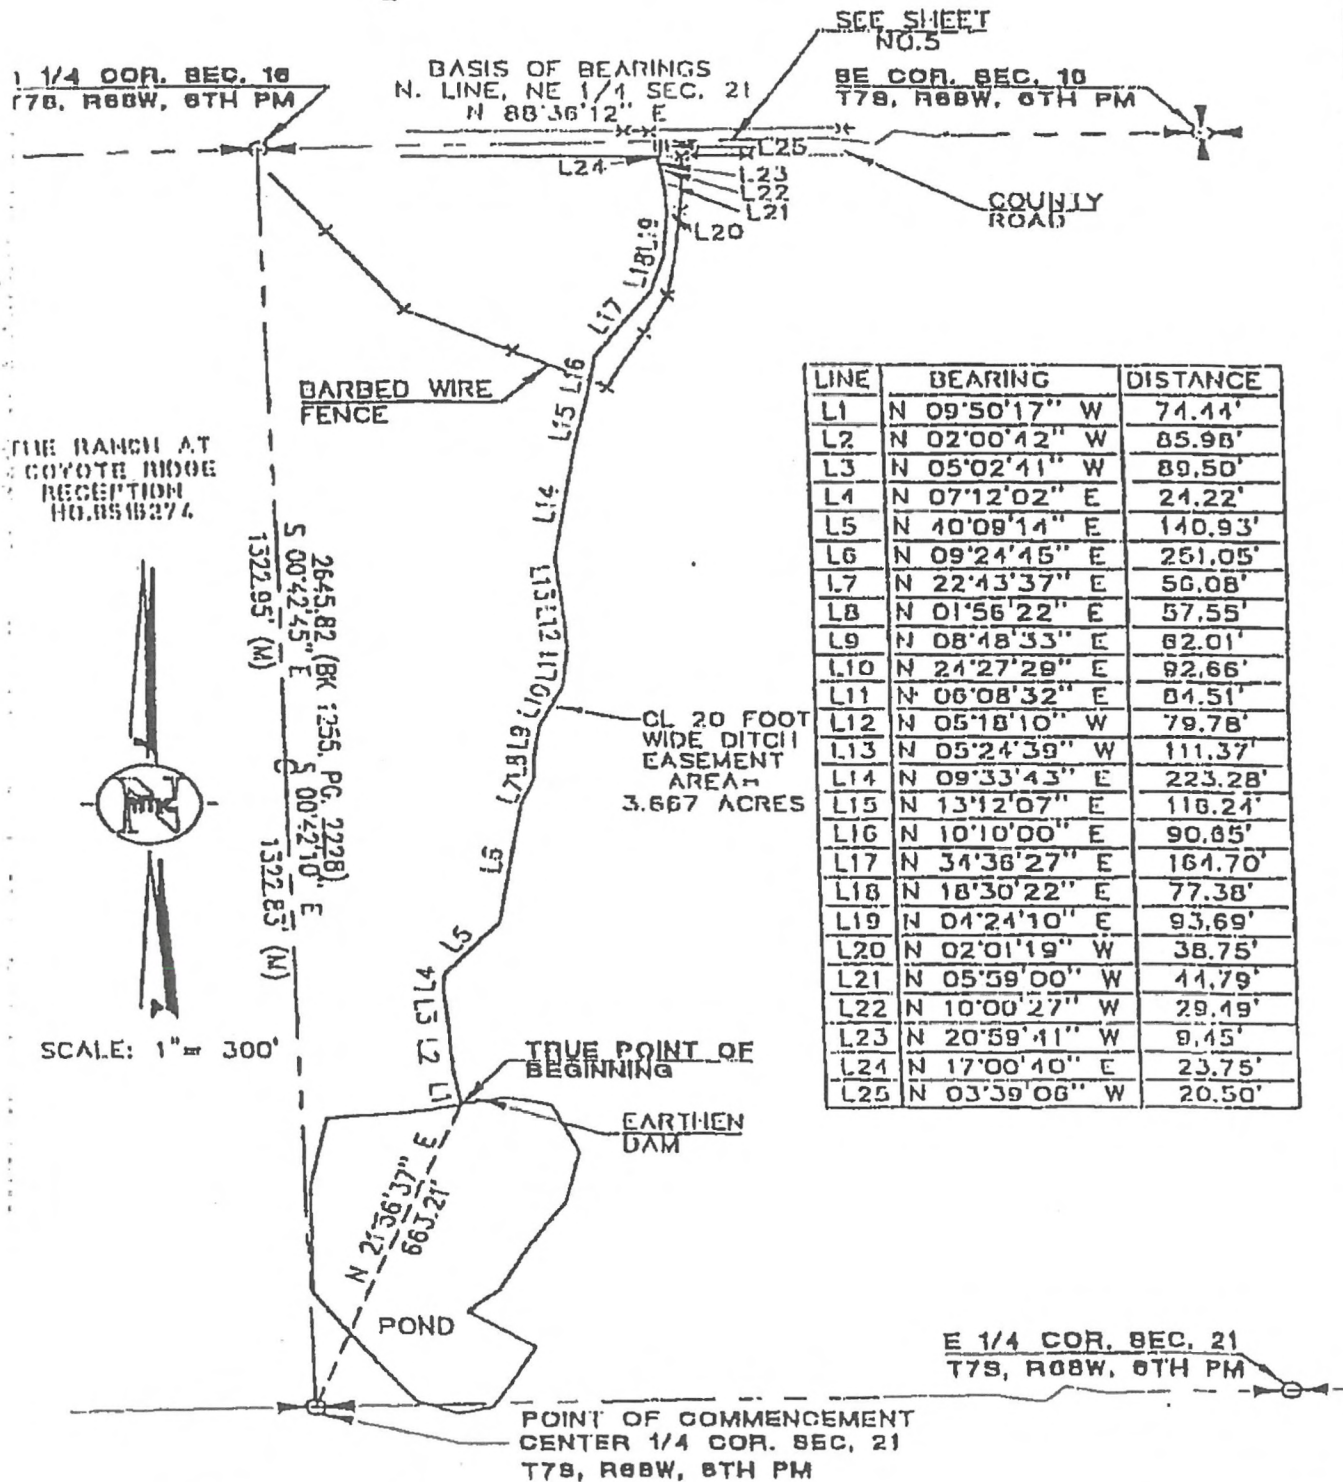 SEE SHEET
NO.5
1/4 COR. SEC. 16
T7S, R68W, 6TH PM
BASIS OF BEARINGS
N. LINE, NE 1/4 SEC. 21
N 88°36'12" E
SE COR. SEC. 16
T7S, R68W, 6TH PM
L24
L25
L23
L22
L21
L20
COUNTY
ROAD
L19
L18
L17
L16
L15
L14
L13
L12
L11
L10
L9
L8
L7
L6
L5
L4
L3
L2
L1
BARBED WIRE
FENCE
THE RANCH AT
COYOTE RIDGE
RECEPTION
2645.82 (BK 1255, PG. 2228)
S 00°42'45" E
1322.95' (M)
C
S 00°42'10" E
1322.83' (M)
CL 20 FOOT
WIDE DITCH
EASEMENT
AREA=
3.667 ACRES
SCALE: 1"= 300'
TRUE POINT OF
BEGINNING
EARTHEN
DAM
N 21°36'37" E
663.21'
POND
LINE BEARING DISTANCE
L1 N 09°50'17" W 74.44'
L2 N 02°00'42" W 85.98'
L3 N 05°02'41" W 89.50'
L4 N 07°12'02" E 24.22'
L5 N 40°09'14" E 140.93'
L6 N 09°24'45" E 251.05'
L7 N 22°43'37" E 56.08'
L8 N 01°56'22" E 57.55'
L9 N 08°48'33" E 82.01'
L10 N 24°27'29" E 92.66'
L11 N 06°08'32" E 84.51'
L12 N 05°18'10" W 79.78'
L13 N 05°24'39" W 111.37'
L14 N 09°33'43" E 223.28'
L15 N 13°12'07" E 116.24'
L16 N 10°10'00" E 90.65'
L17 N 34°36'27" E 164.70'
L18 N 18°30'22" E 77.38'
L19 N 04°24'10" E 93.69'
L20 N 02°01'19" W 38.75'
L21 N 05°59'00" W 44.79'
L22 N 10°00'27" W 29.49'
L23 N 20°59'41" W 9.45'
L24 N 17°00'40" E 23.75'
L25 N 03°39'06" W 20.50'
E 1/4 COR. SEC. 21
T7S, R68W, 6TH PM
POINT OF COMMENCEMENT
CENTER 1/4 COR. SEC. 21
T7S, R68W, 6TH PM